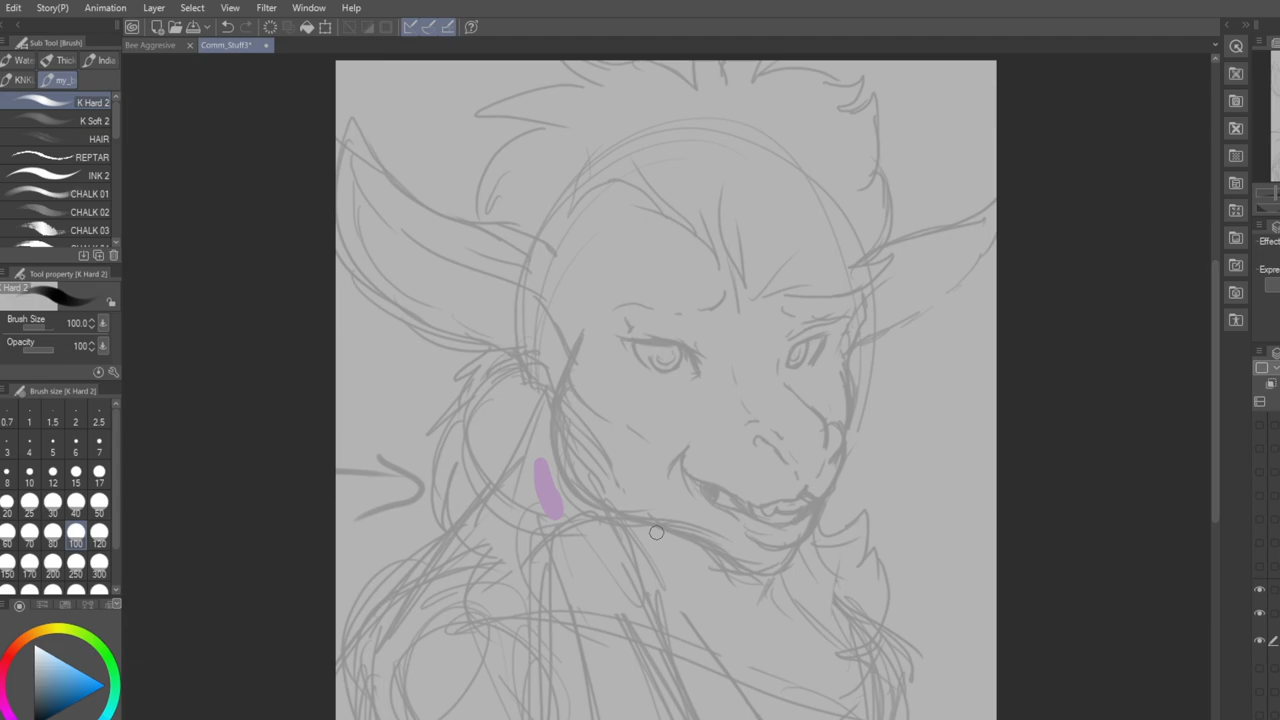 Edit Story(P) Animation Layer Select View Filter Window Help
Sub Tool [Brush]
Bee Aggresive Comm_Stuff3*
Wate Thick India
KNK my_b
K Hard 2
K Soft 2
HAIR
REPTAR
INK 2
CHALK 01
CHALK 02
CHALK 03
Tool property [K Hard 2]
K Hard 2
Brush Size 100.0
Opacity 100
Brush size [K Hard 2]
0.7 1 1.5 2 2.5
3 4 5 6 7
8 10 12 15 17
20 25 30 40 50
60 70 80 100 120
150 170 200 250 300
Effect
Expre